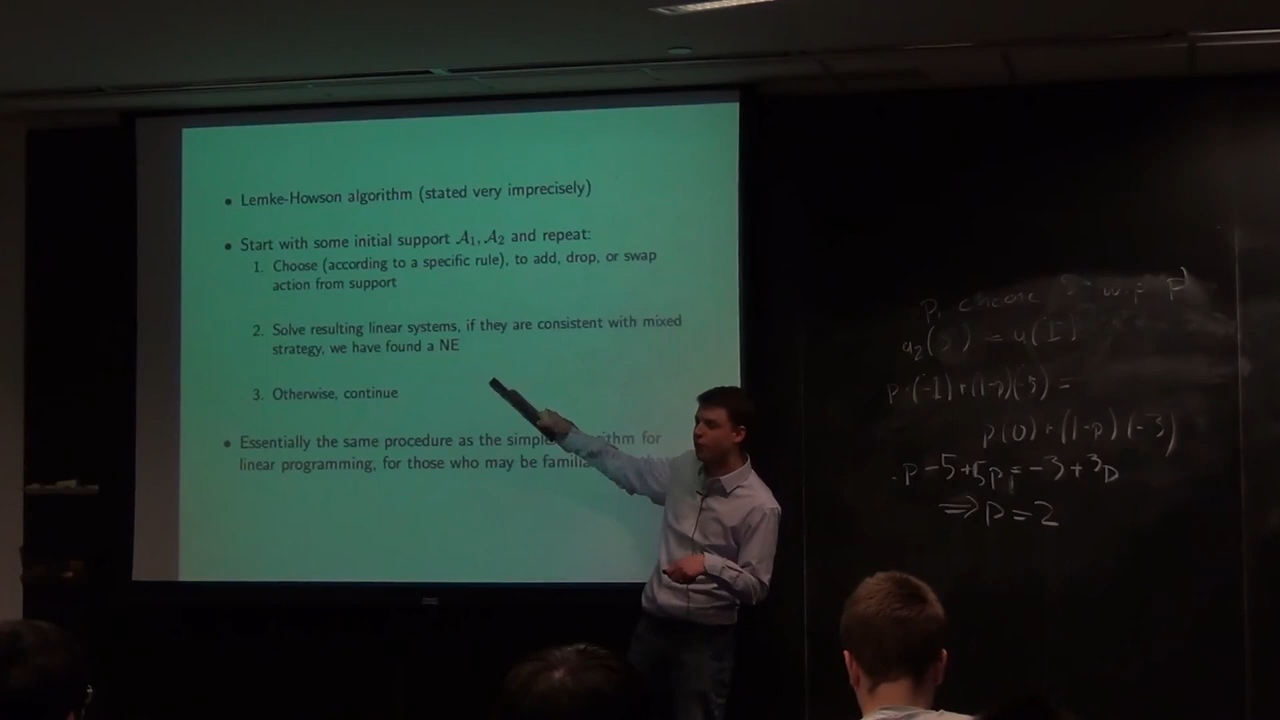 • Lemke-Howson algorithm (stated very imprecisely)
• Start with some initial support 𝒜₁, 𝒜₂ and repeat:
1. Choose (according to a specific rule), to add, drop, or swap
action from support
2. Solve resulting linear systems, if they are consistent with mixed
strategy, we have found a NE
3. Otherwise, continue
• Essentially the same procedure as the for
linear programming, for those who may be
P, choose w.p P
u₂( ) = u(I)
p·(-1)+(1-p)(-5) =
p(0) + (1-p)(-3)
-p-5+5p=-3+3p
⇒p=2